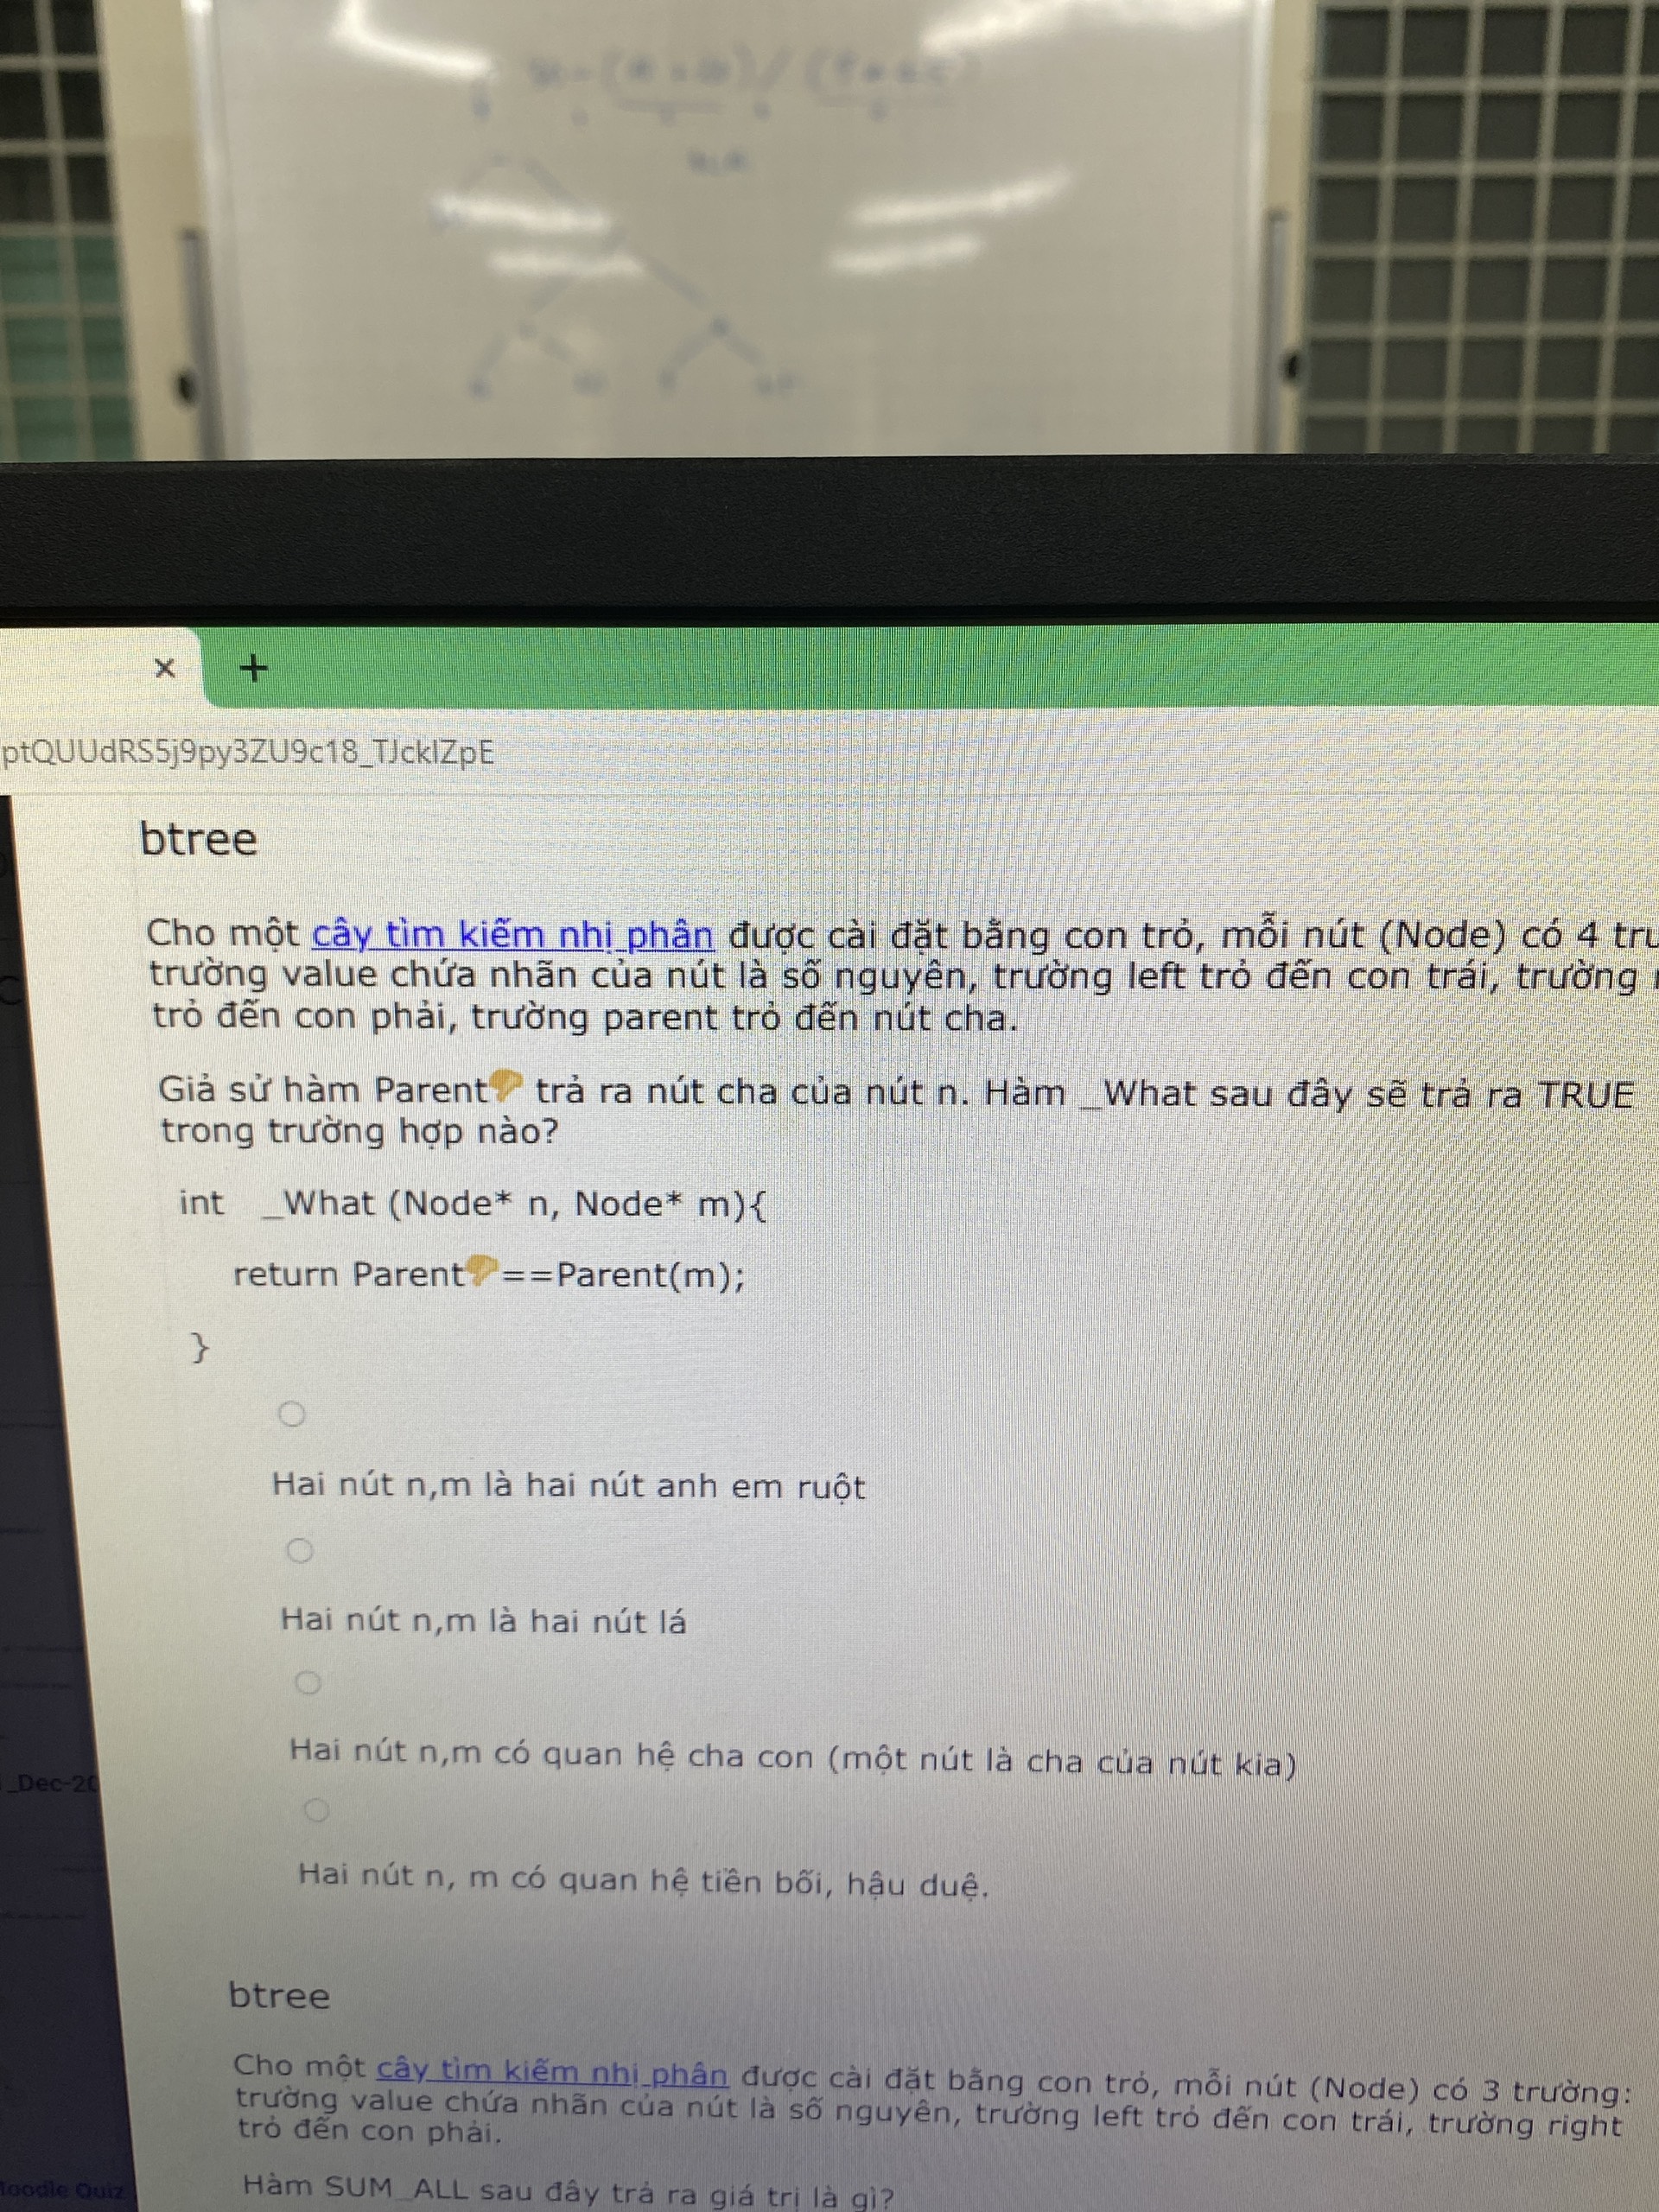 ptQUUdRS5j9py3ZU9c18_TJcklZpE
btree
Cho một cây tìm kiếm nhị phân được cài đặt bằng con trỏ, mỗi nút (Node) có 4
trường value chứa nhãn của nút là số nguyên, trường left trỏ đến con trái, trường
trỏ đến con phải, trường parent trỏ đến nút cha.
Giả sử hàm Parent👎 trả ra nút cha của nút n. Hàm _What sau đây sẽ trả ra TRUE
trong trường hợp nào?
int _What (Node* n, Node* m){
return Parent👎==Parent(m);
}
Hai nút n,m là hai nút anh em ruột
Hai nút n,m là hai nút lá
Hai nút n,m có quan hệ cha con (một nút là cha của nút kia)
_Dec-20
Hai nút n, m có quan hệ tiền bối, hậu duệ.
btree
Cho một cây tìm kiếm nhị phân được cài đặt bằng con trỏ, mỗi nút (Node) có 3 trường:
trường value chứa nhãn của nút là số nguyên, trường left trỏ đến con trái, trường right
trỏ đến con phải.
Moodle Quiz
Hàm SUM_ALL sau đây trả ra giá trị là gì?